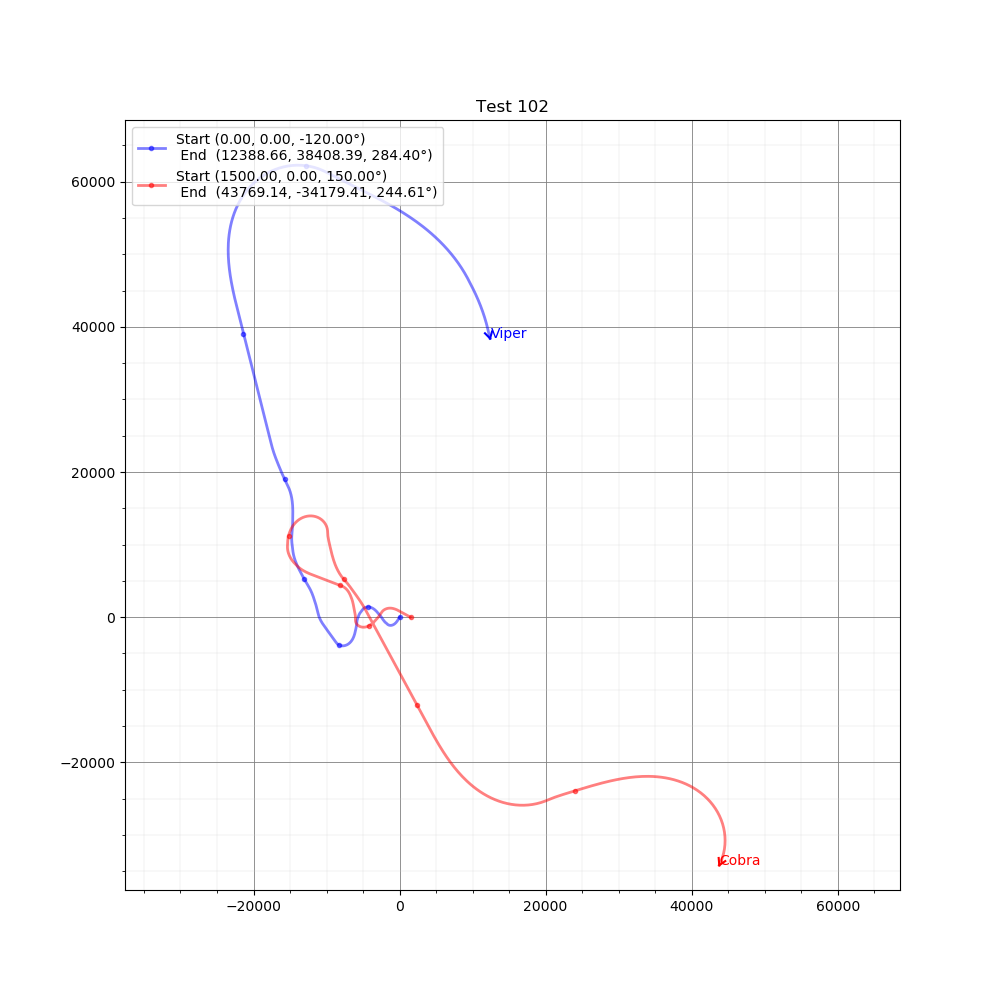 Test 102
Start (0.00, 0.00, -120.00°)
End (12388.66, 38408.39, 284.40°)
Start (1500.00, 0.00, 150.00°)
End (43769.14, -34179.41, 244.61°)
60000
40000
20000
0
−20000
Viper
Cobra
−20000
0
20000
40000
60000